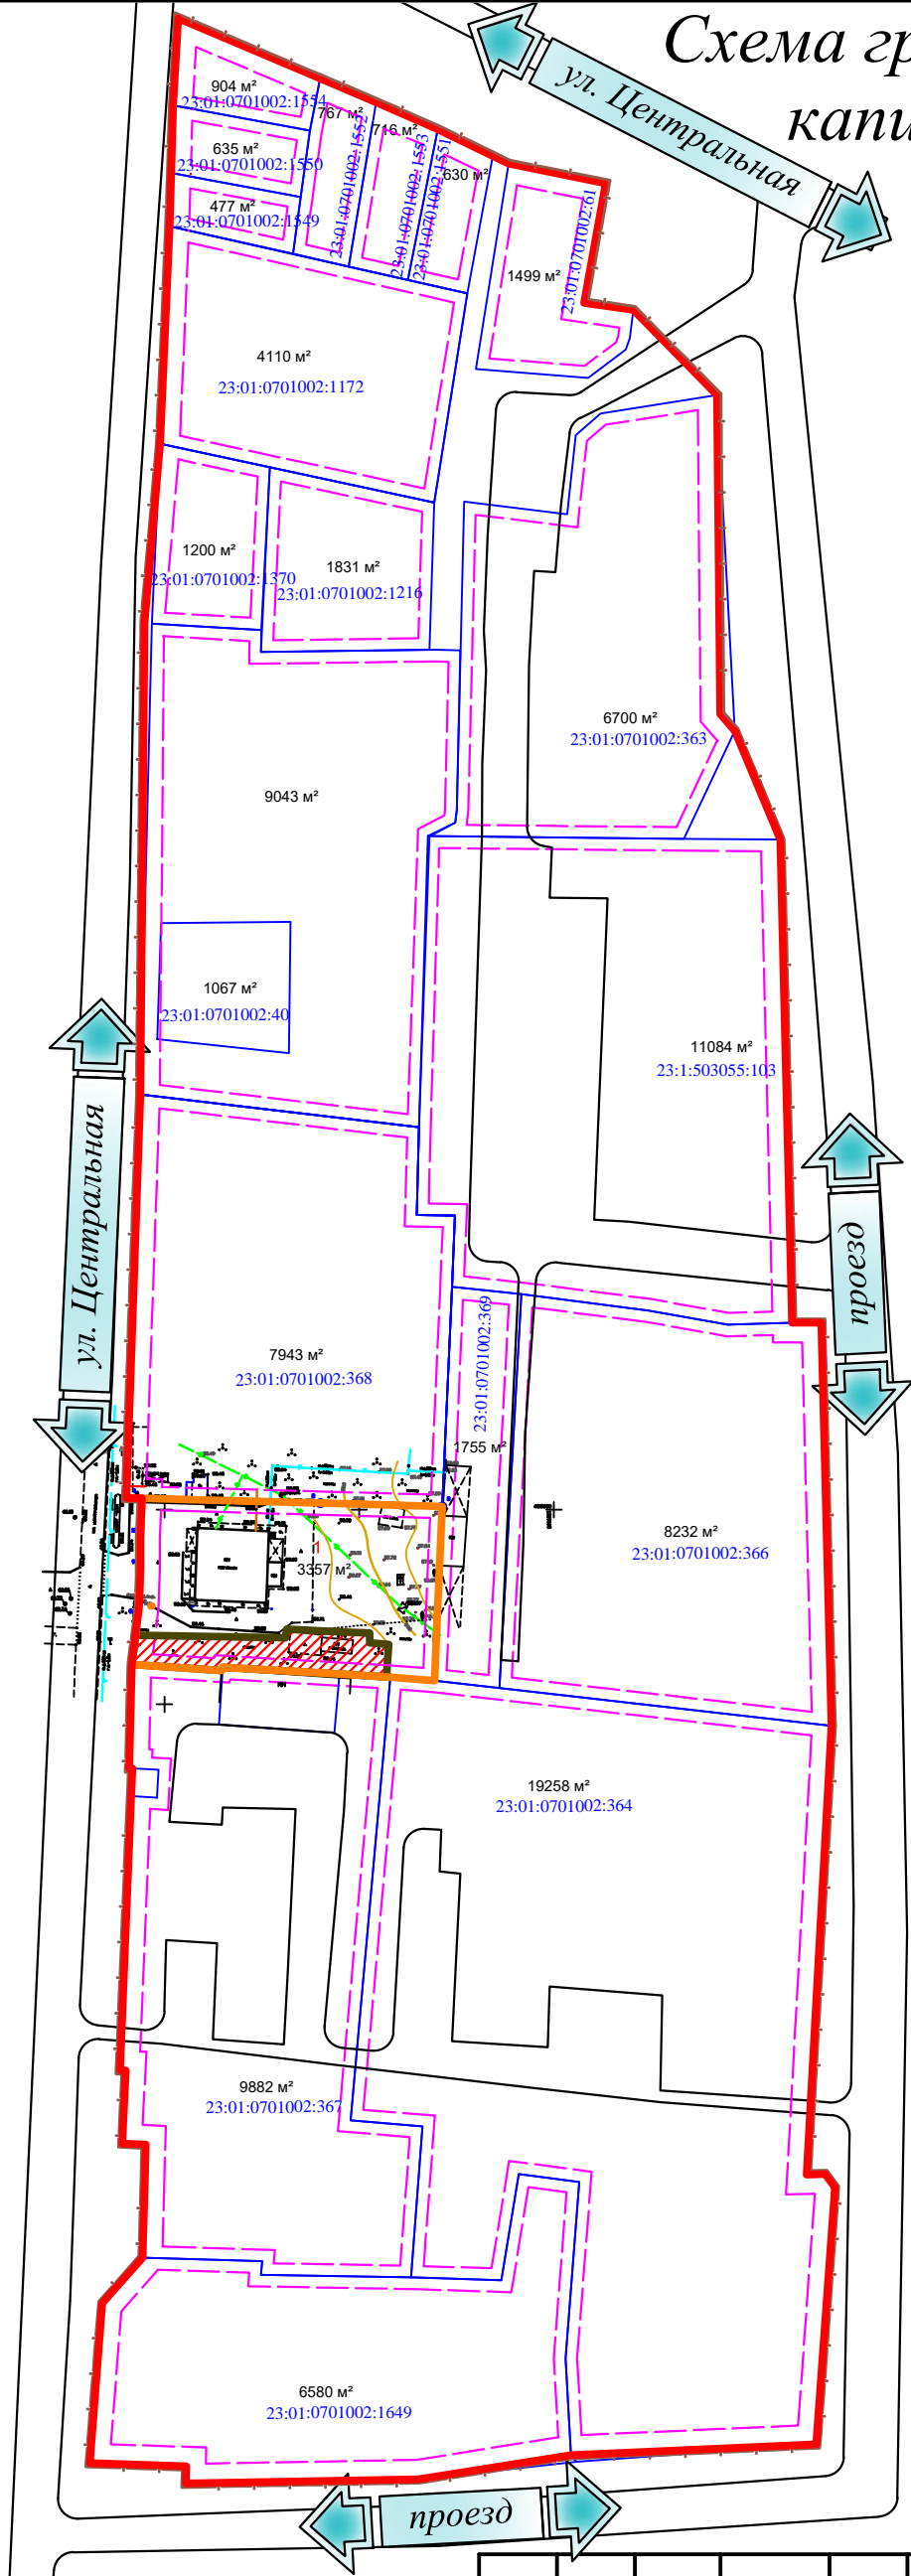 Схема гр
капи
ул. Центральная
904 м²
23:01:0701002:1554
767 м²
23:01:0701002:1552
716 м²
23:01:0701002:1553
23:01:0701002:1551
630 м²
635 м²
23:01:0701002:1550
477 м²
23:01:0701002:1549
1499 м²
23:01:0701002:61
4110 м²
23:01:0701002:1172
1200 м²
23:01:0701002:1370
1831 м²
23:01:0701002:1216
6700 м²
23:01:0701002:363
9043 м²
1067 м²
23:01:0701002:40
11084 м²
23:1:503055:103
ул. Центральная
проезд
7943 м²
23:01:0701002:368
23:01:0701002:369
1755 м²
8232 м²
23:01:0701002:366
1
3357 м²
19258 м²
23:01:0701002:364
9882 м²
23:01:0701002:367
6580 м²
23:01:0701002:1649
проезд